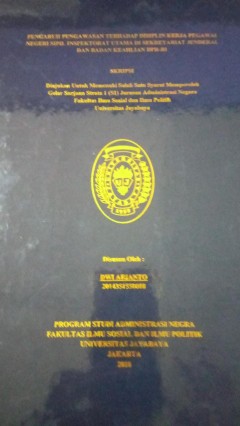 PENGARUH PENGAWASAN TERHADAP DISIPLIN KERJA PEGAWAI
NEGERI SIPIL INSPEKTORAT UTAMA DI SEKRETARIAT JENDERAL
DAN BADAN KEAHLIAN DPR-RI
SKRIPSI
Diajukan Untuk Memenuhi Salah Satu Syarat Memperoleh
Gelar Sarjana Strata 1 (S1) Jurusan Administrasi Negara
Fakultas Ilmu Sosial dan Ilmu Politik
Universitas Jayabaya
Disusun Oleh :
DWI ARIANTO
PROGRAM STUDI ADMINISTRASI NEGRA
FAKULTAS ILMU SOSIAL DAN ILMU POLITIK
UNIVERSITAS JAYABAYA
JAKARTA